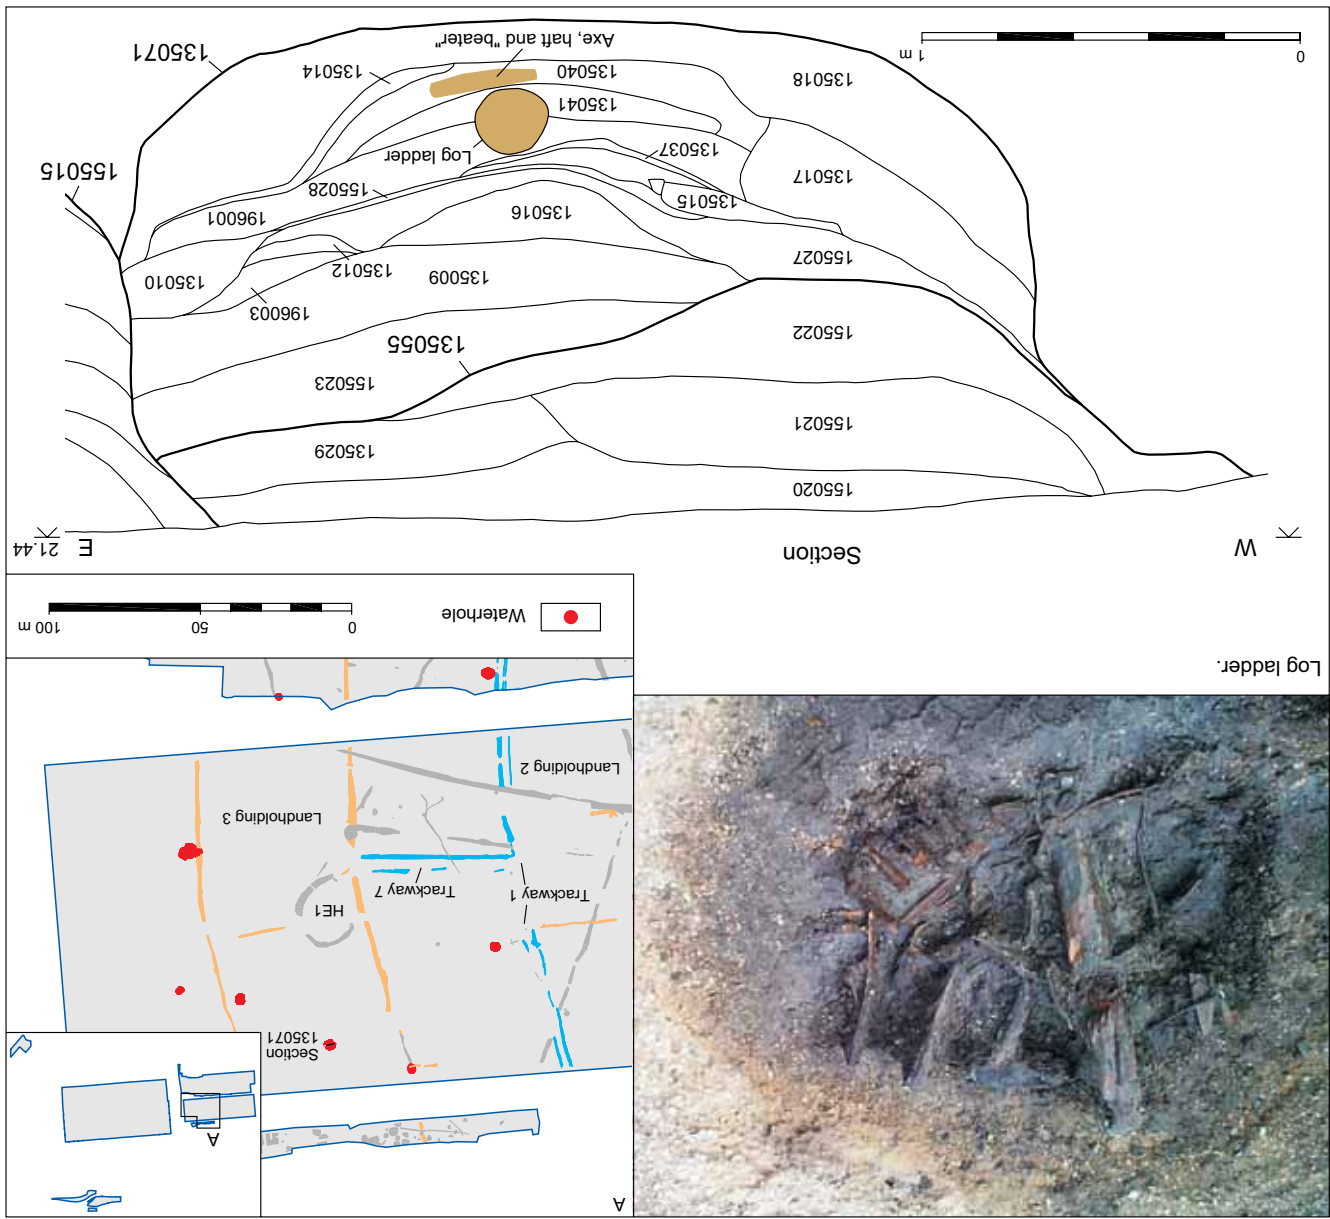 A
A
Section
135071
HE1
Trackway 1
Trackway 7
Landholding 3
Landholding 2
Log ladder.
Waterhole
0 50 100 m
W
Section
E
21.44
155020
135029
155021
155023
135055
155022
196003
135009
135010
135012
155027
135016
196001
135015
155028
135017
155015
Log ladder
135037
135041
135018
135040
135014
135071
Axe, haft and "beater"
0 1 m